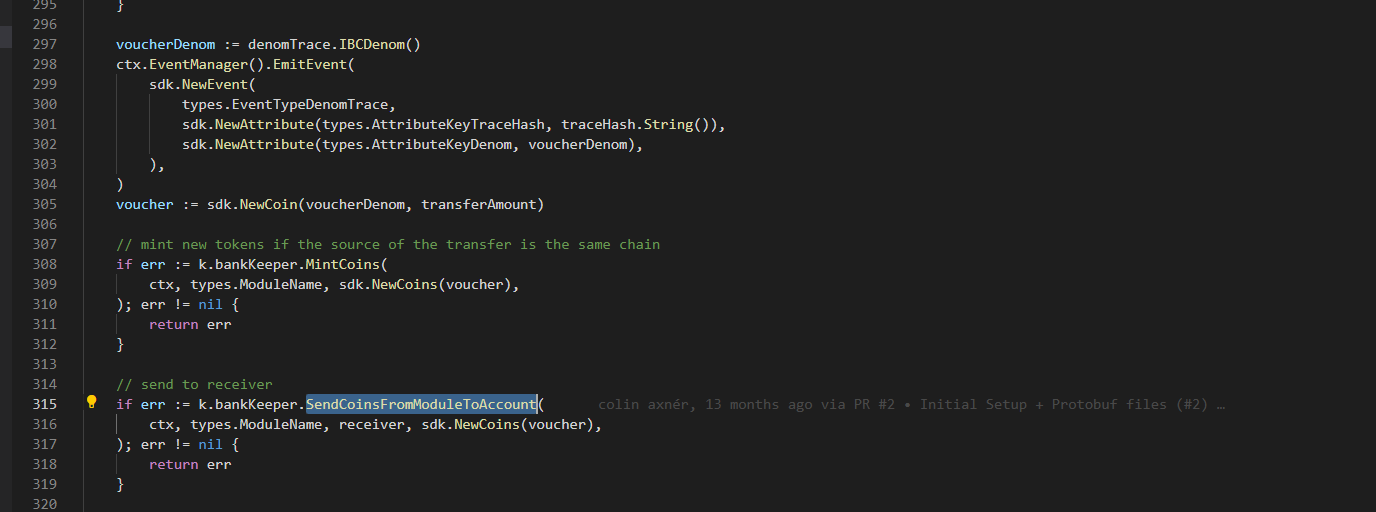 295 }
296
297 voucherDenom := denomTrace.IBCDenom()
298 ctx.EventManager().EmitEvent(
299 sdk.NewEvent(
300 types.EventTypeDenomTrace,
301 sdk.NewAttribute(types.AttributeKeyTraceHash, traceHash.String()),
302 sdk.NewAttribute(types.AttributeKeyDenom, voucherDenom),
303 ),
304 )
305 voucher := sdk.NewCoin(voucherDenom, transferAmount)
306
307 // mint new tokens if the source of the transfer is the same chain
308 if err := k.bankKeeper.MintCoins(
309 ctx, types.ModuleName, sdk.NewCoins(voucher),
310 ); err != nil {
311 return err
312 }
313
314 // send to receiver
315 if err := k.bankKeeper.SendCoinsFromModuleToAccount( colin axnér, 13 months ago via PR #2 • Initial Setup + Protobuf files (#2) …
316 ctx, types.ModuleName, receiver, sdk.NewCoins(voucher),
317 ); err != nil {
318 return err
319 }
320